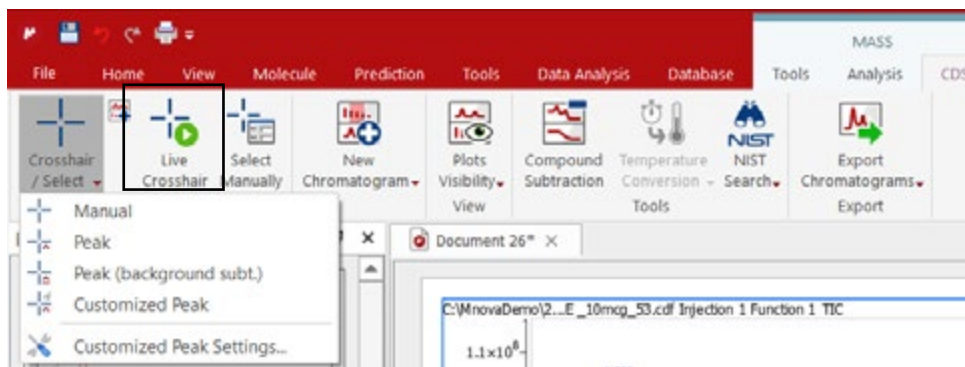 MASS
File Home View Molecule Prediction Tools Data Analysis Database Tools Analysis CDS
Crosshair / Select
Live Crosshair
Select Manually
New Chromatogram
Plots Visibility
Compound Subtraction
Temperature Conversion
NIST
NIST Search
Export Chromatograms
View Tools Export
Manual
Peak
Peak (background subt.)
Customized Peak
Customized Peak Settings...
Document 26*
C:\MnovaDemo\2....E _10mcg_53.cdf Injection 1 Function 1 TIC
1.1×10⁸